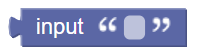 input “ ”